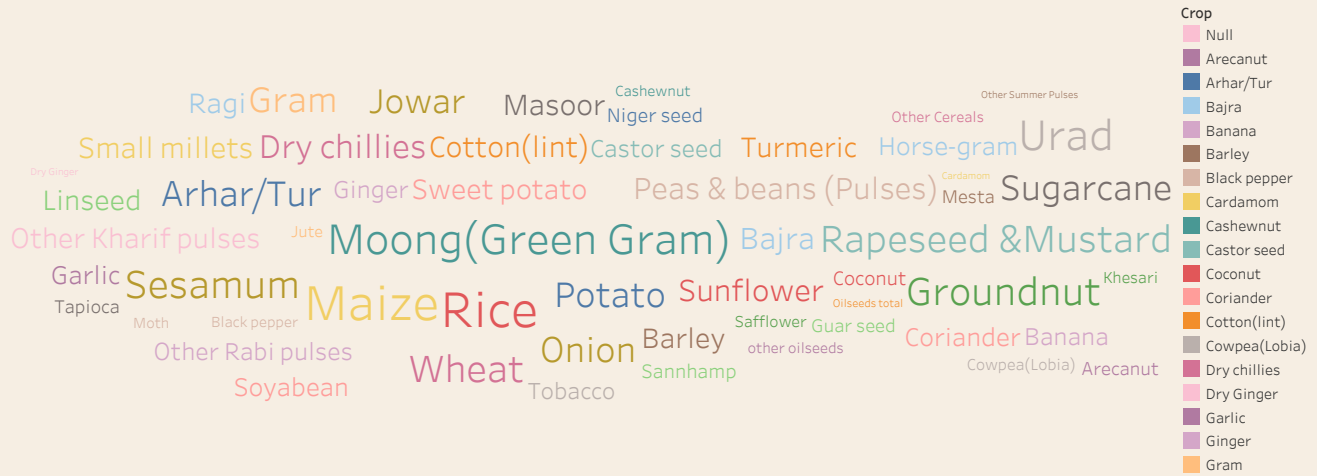 Cashewnut
Other Summer Pulses
Ragi Gram Jowar Masoor
Niger seed
Other Cereals
Urad
Small millets Dry chillies Cotton(lint) Castor seed Turmeric Horse-gram
Dry Ginger
Cardamom
Linseed Arhar/Tur Ginger Sweet potato Peas & beans (Pulses) Mesta Sugarcane
Other Kharif pulses Jute Moong(Green Gram) Bajra Rapeseed &Mustard
Garlic Sesamum Coconut Khesari
Potato Sunflower Groundnut
Tapioca Maize Rice Oilseeds total
Moth Black pepper Safflower Guar seed
Other Rabi pulses Onion Barley other oilseeds Coriander Banana
Wheat Sannhamp Cowpea(Lobia) Arecanut
Soyabean Tobacco
Crop
Null
Arecanut
Arhar/Tur
Bajra
Banana
Barley
Black pepper
Cardamom
Cashewnut
Castor seed
Coconut
Coriander
Cotton(lint)
Cowpea(Lobia)
Dry chillies
Dry Ginger
Garlic
Ginger
Gram